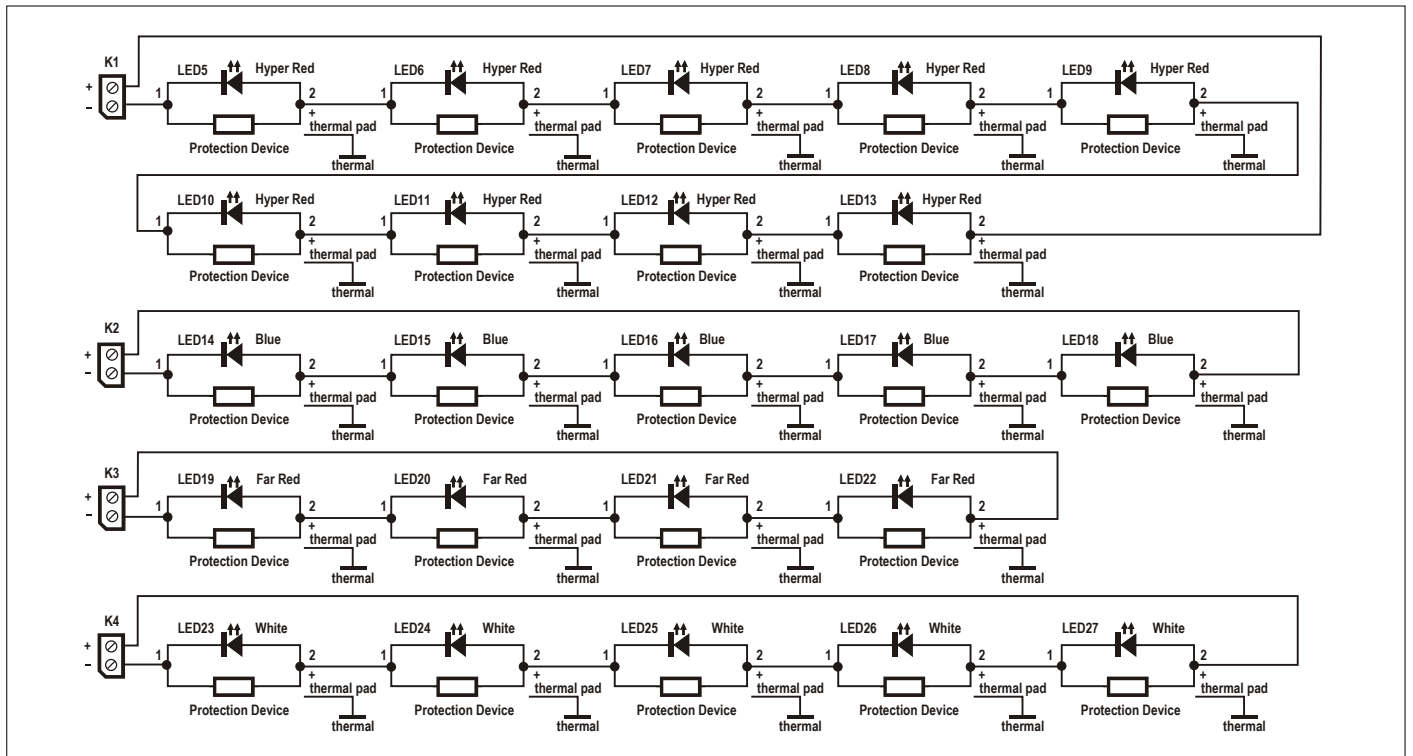 K1
+
–
LED5 Hyper Red LED6 Hyper Red LED7 Hyper Red LED8 Hyper Red LED9 Hyper Red
1 2 1 2 1 2 1 2 1 2
+ + + + +
thermal pad thermal pad thermal pad thermal pad thermal pad
Protection Device Protection Device Protection Device Protection Device Protection Device
thermal thermal thermal thermal thermal
LED10 Hyper Red LED11 Hyper Red LED12 Hyper Red LED13 Hyper Red
1 2 1 2 1 2 1 2
+ + + +
thermal pad thermal pad thermal pad thermal pad
Protection Device Protection Device Protection Device Protection Device
thermal thermal thermal thermal
K2
+
–
LED14 Blue LED15 Blue LED16 Blue LED17 Blue LED18 Blue
1 2 1 2 1 2 1 2 1 2
+ + + + +
thermal pad thermal pad thermal pad thermal pad thermal pad
Protection Device Protection Device Protection Device Protection Device Protection Device
thermal thermal thermal thermal thermal
K3
+
–
LED19 Far Red LED20 Far Red LED21 Far Red LED22 Far Red
1 2 1 2 1 2 1 2
+ + + +
thermal pad thermal pad thermal pad thermal pad
Protection Device Protection Device Protection Device Protection Device
thermal thermal thermal thermal
K4
+
–
LED23 White LED24 White LED25 White LED26 White LED27 White
1 2 1 2 1 2 1 2 1 2
+ + + + +
thermal pad thermal pad thermal pad thermal pad thermal pad
Protection Device Protection Device Protection Device Protection Device Protection Device
thermal thermal thermal thermal thermal